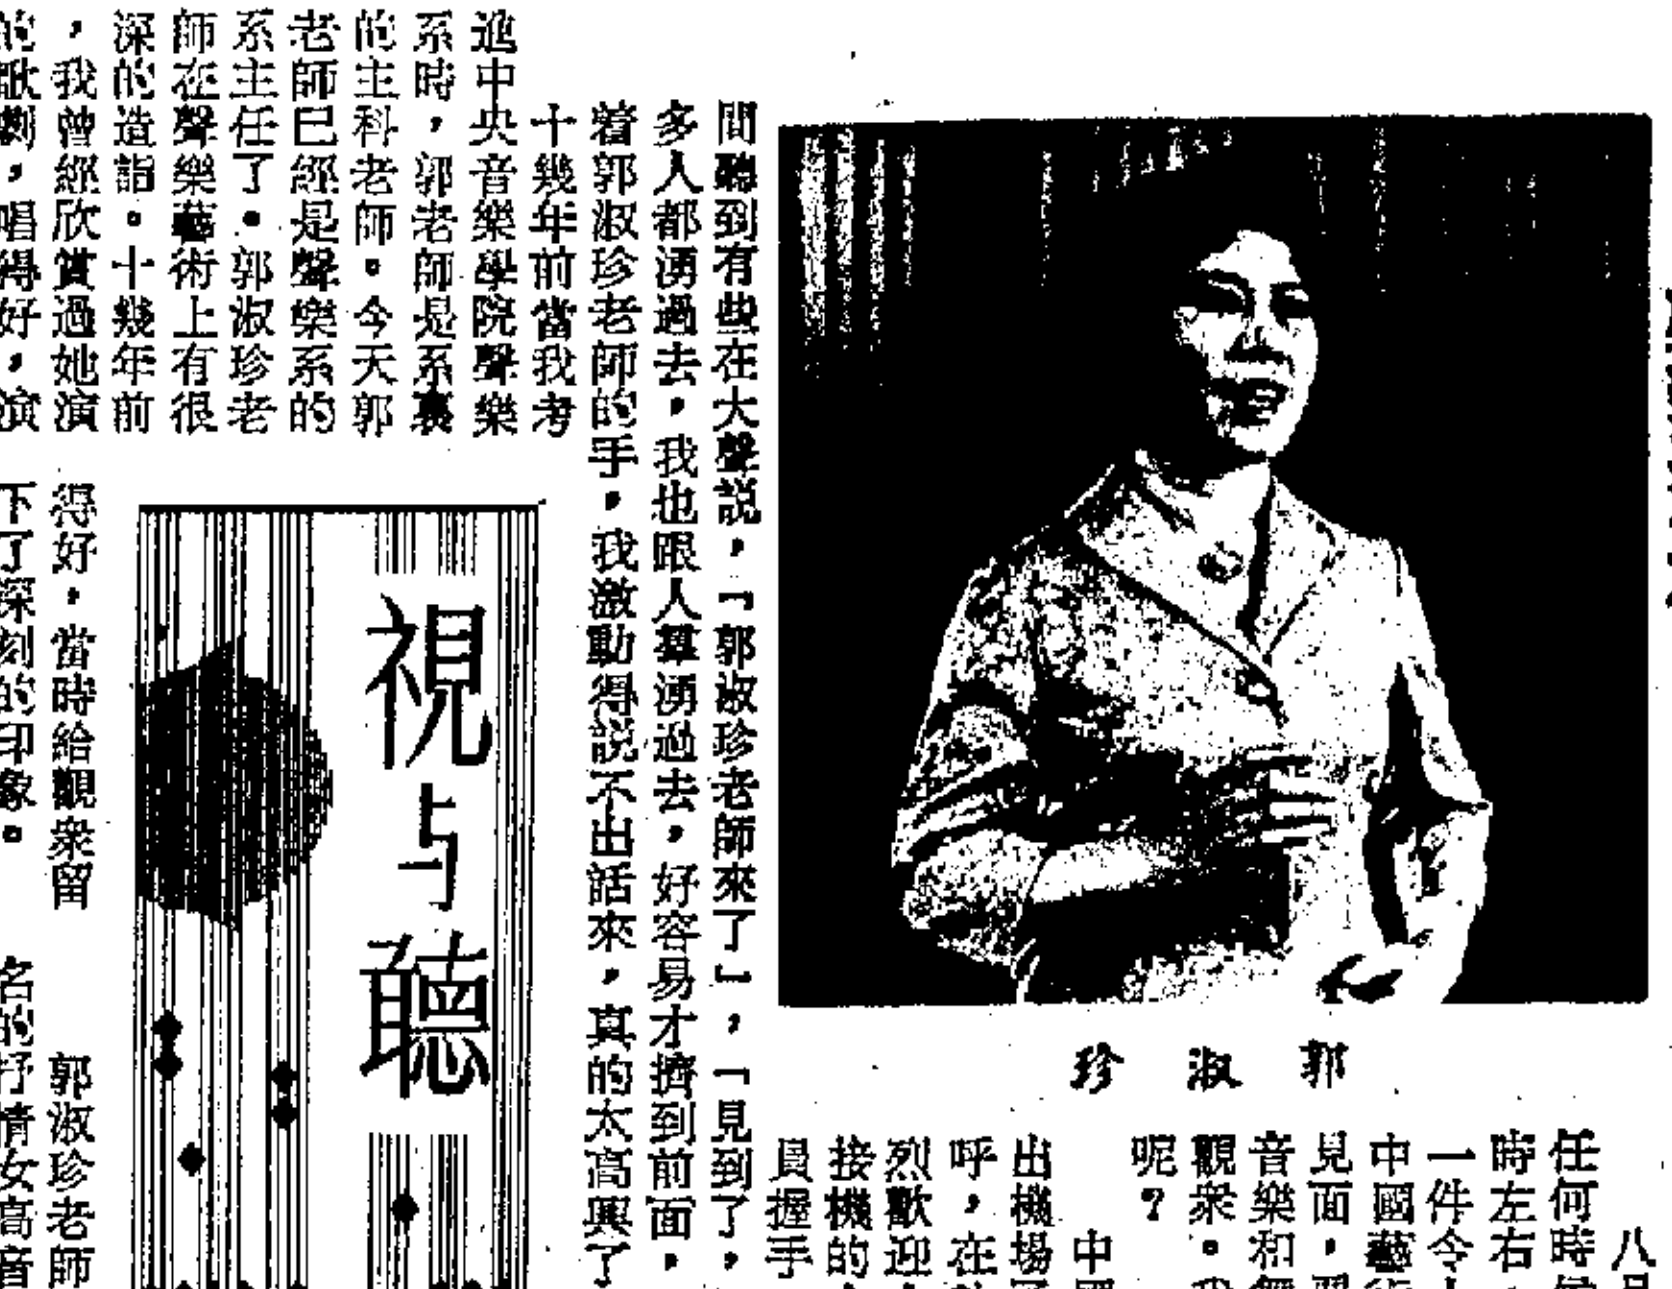 郭淑珍
八
任何時
時左右
一件令
中國藝
見面，
音樂和
觀衆。我
呢？
中
出機場
呼，在
烈歡迎
接機的
員握手
間聽到有些在大聲説，「郭淑珍老師來了」，「見到了，
多人都湧過去，我也跟人羣湧過去，好容易才擠到前面，
着郭淑珍老師的手，我激動得説不出話來，真的太高興了
十幾年前當我考
進中央音樂學院聲樂
系時，郭老師是系裏
的主科老師。今天郭
老師已經是聲樂系的
系主任了。郭淑珍老
師在聲樂藝術上有很
深的造詣。十幾年前
，我曾經欣賞過她演
的歌劇，唱得好，演
視与聽
得好，當時給觀衆留
下了深刻的印象。
郭淑珍老師
名的抒情女高音